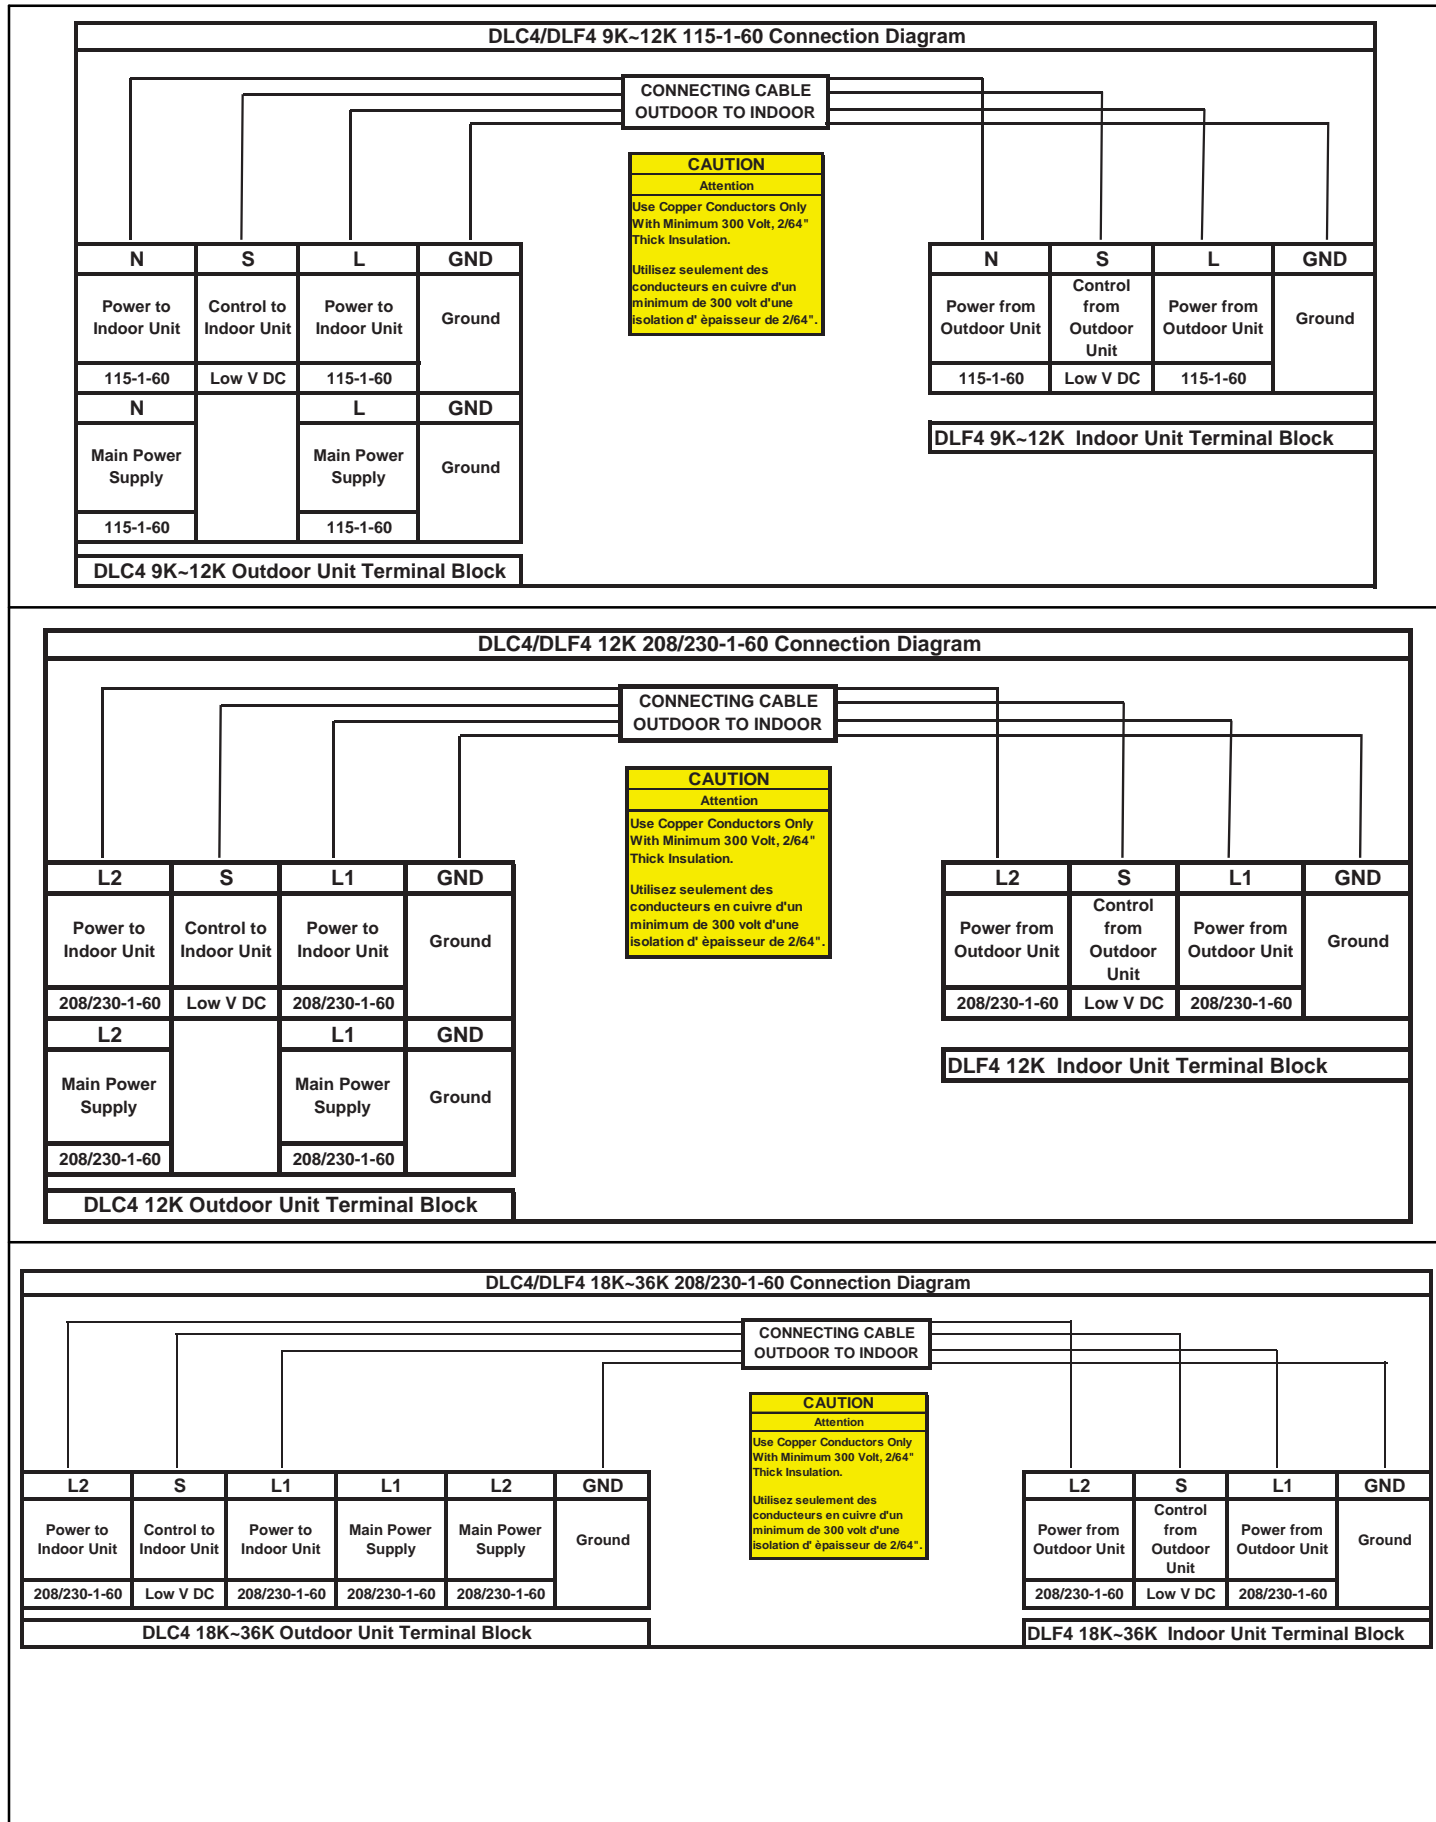 DLC4/DLF4 9K~12K 115-1-60 Connection Diagram
CONNECTING CABLE
OUTDOOR TO INDOOR
CAUTION
Attention
Use Copper Conductors Only
With Minimum 300 Volt, 2/64"
Thick Insulation.
Utilisez seulement des
conducteurs en cuivre d'un
minimum de 300 volt d'une
isolation d' èpaisseur de 2/64".
N S L GND
Power to Control to Power to
Indoor Unit Indoor Unit Indoor Unit Ground
115-1-60 Low V DC 115-1-60
N L GND
Main Power Main Power
Supply Supply Ground
115-1-60 115-1-60
DLC4 9K~12K Outdoor Unit Terminal Block
N S L GND
Control
Power from from Power from
Outdoor Unit Outdoor Outdoor Unit Ground
Unit
115-1-60 Low V DC 115-1-60
DLF4 9K~12K Indoor Unit Terminal Block
DLC4/DLF4 12K 208/230-1-60 Connection Diagram
CONNECTING CABLE
OUTDOOR TO INDOOR
CAUTION
Attention
Use Copper Conductors Only
With Minimum 300 Volt, 2/64"
Thick Insulation.
Utilisez seulement des
conducteurs en cuivre d'un
minimum de 300 volt d'une
isolation d' èpaisseur de 2/64".
L2 S L1 GND
Power to Control to Power to
Indoor Unit Indoor Unit Indoor Unit Ground
208/230-1-60 Low V DC 208/230-1-60
L2 L1 GND
Main Power Main Power
Supply Supply Ground
208/230-1-60 208/230-1-60
DLC4 12K Outdoor Unit Terminal Block
L2 S L1 GND
Control
Power from from Power from
Outdoor Unit Outdoor Outdoor Unit Ground
Unit
208/230-1-60 Low V DC 208/230-1-60
DLF4 12K Indoor Unit Terminal Block
DLC4/DLF4 18K~36K 208/230-1-60 Connection Diagram
CONNECTING CABLE
OUTDOOR TO INDOOR
CAUTION
Attention
Use Copper Conductors Only
With Minimum 300 Volt, 2/64"
Thick Insulation.
Utilisez seulement des
conducteurs en cuivre d'un
minimum de 300 volt d'une
isolation d' èpaisseur de 2/64".
L2 S L1 L1 L2 GND
Power to Control to Power to Main Power Main Power
Indoor Unit Indoor Unit Indoor Unit Supply Supply Ground
208/230-1-60 Low V DC 208/230-1-60 208/230-1-60 208/230-1-60
DLC4 18K~36K Outdoor Unit Terminal Block
L2 S L1 GND
Control
Power from from Power from
Outdoor Unit Outdoor Outdoor Unit Ground
Unit
208/230-1-60 Low V DC 208/230-1-60
DLF4 18K~36K Indoor Unit Terminal Block